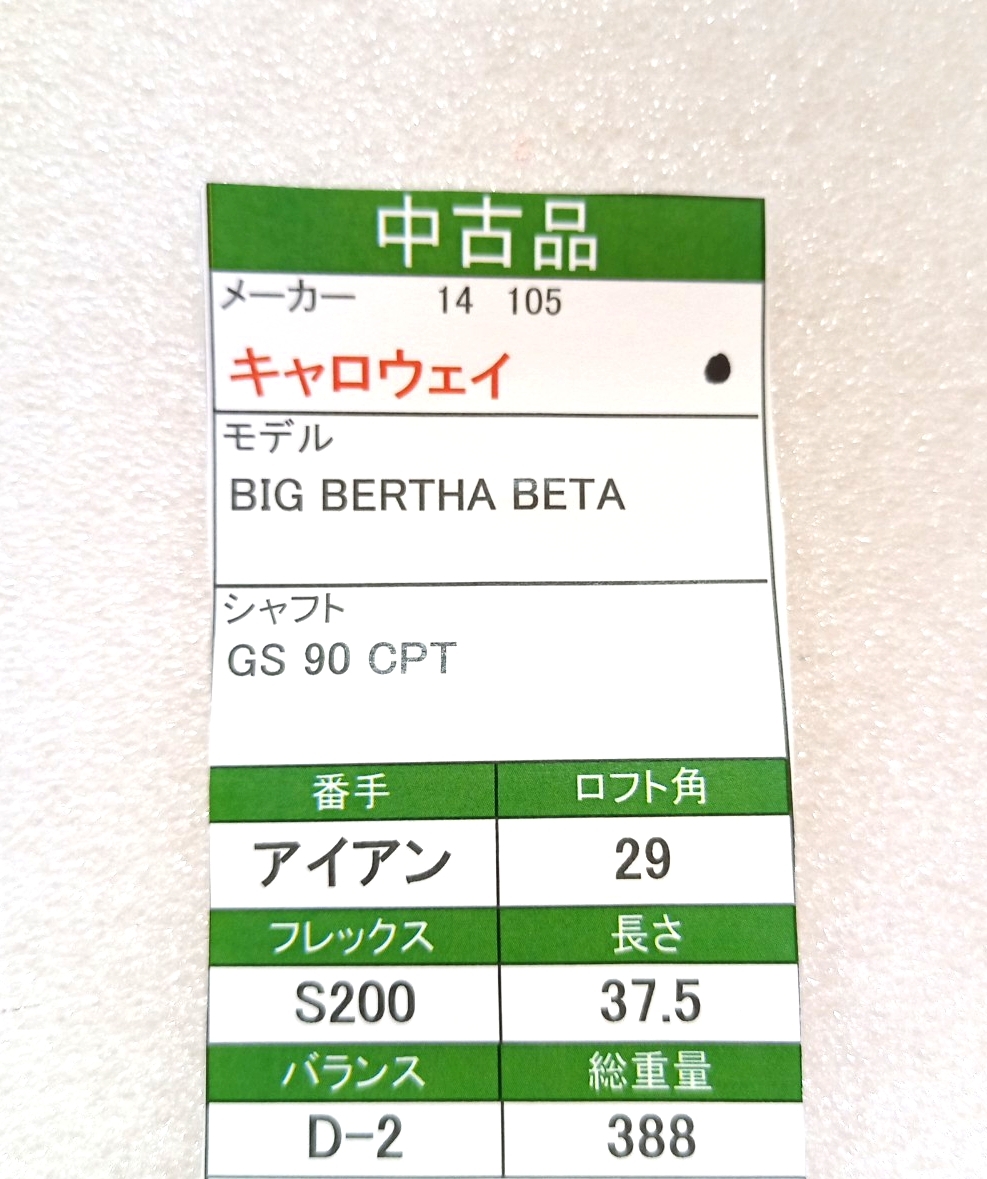 中古品
メーカー 14 105
キャロウェイ
モデル
BIG BERTHA BETA
シャフト
GS 90 CPT
番手 ロフト角
アイアン 29
フレックス 長さ
S200 37.5
バランス 総重量
D-2 388